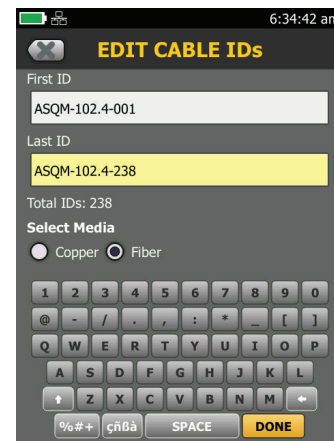 6:34:42 am
EDIT CABLE IDs
First ID
ASQM-102.4-001
Last ID
ASQM-102.4-238
Total IDs: 238
Select Media
Copper Fiber
1 2 3 4 5 6 7 8 9 0
@ - / . , : * _ [ ]
Q W E R T Y U I O P
A S D F G H J K L
Z X C V B N M
%#+ çñßà SPACE DONE